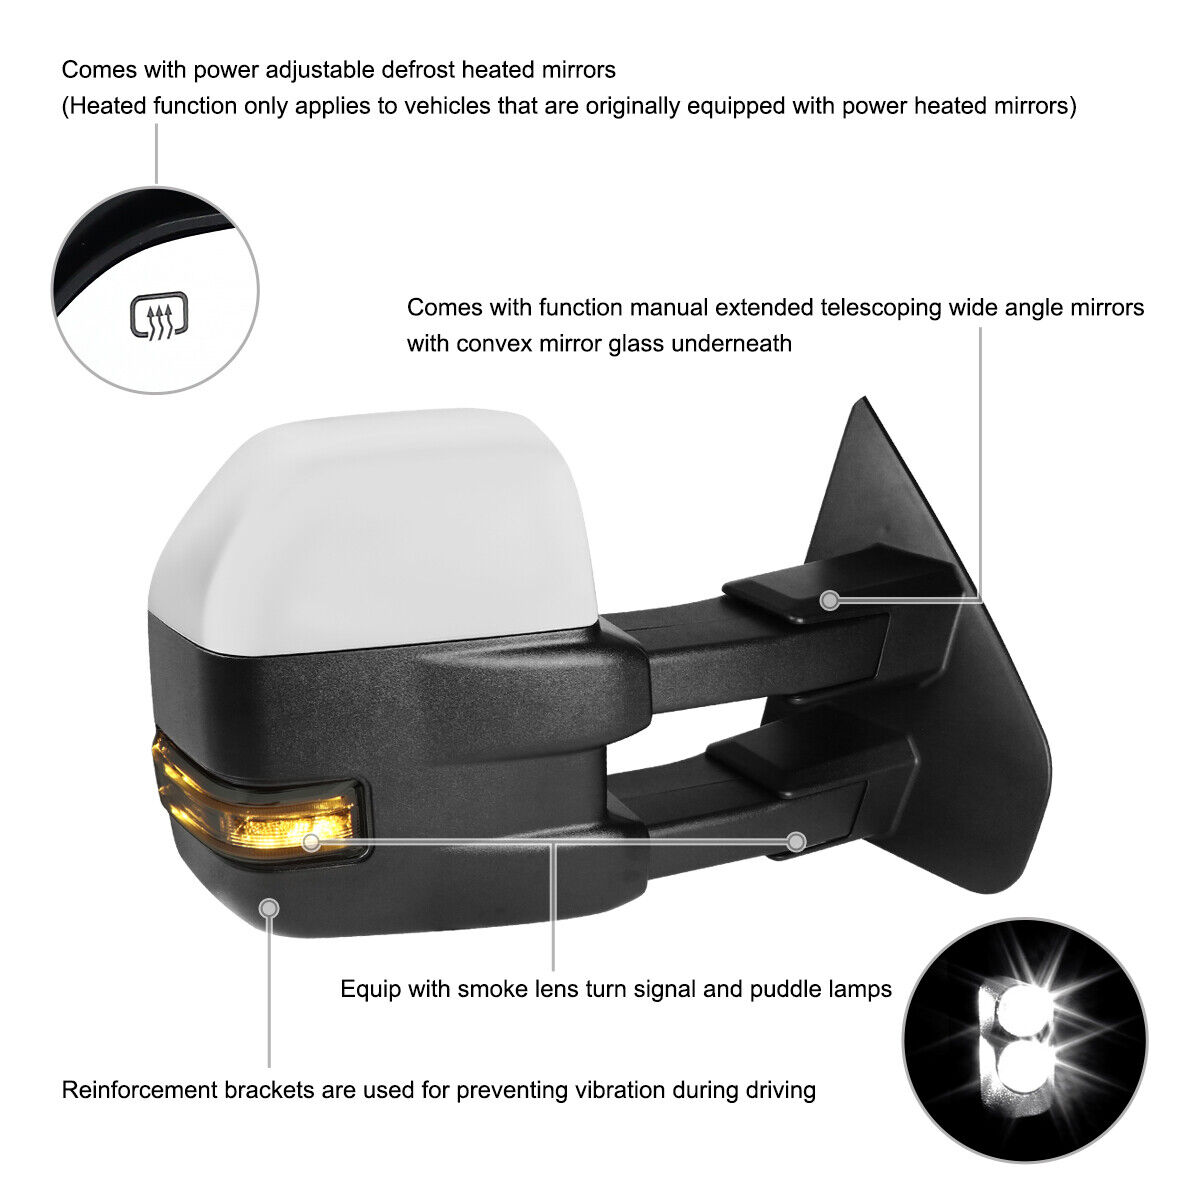 Comes with power adjustable defrost heated mirrors
(Heated function only applies to vehicles that are originally equipped with power heated mirrors)
Comes with function manual extended telescoping wide angle mirrors
with convex mirror glass underneath
Equip with smoke lens turn signal and puddle lamps
Reinforcement brackets are used for preventing vibration during driving